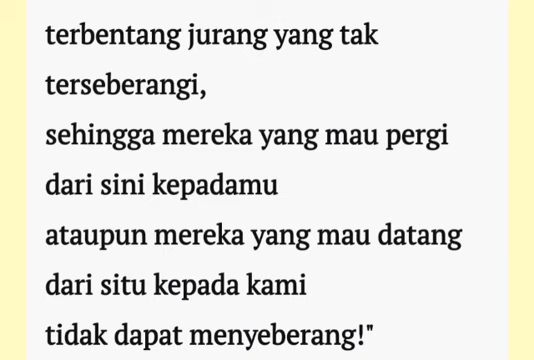 terbentang jurang yang tak
terseberangi,
sehingga mereka yang mau pergi
dari sini kepadamu
ataupun mereka yang mau datang
dari situ kepada kami
tidak dapat menyeberang!"